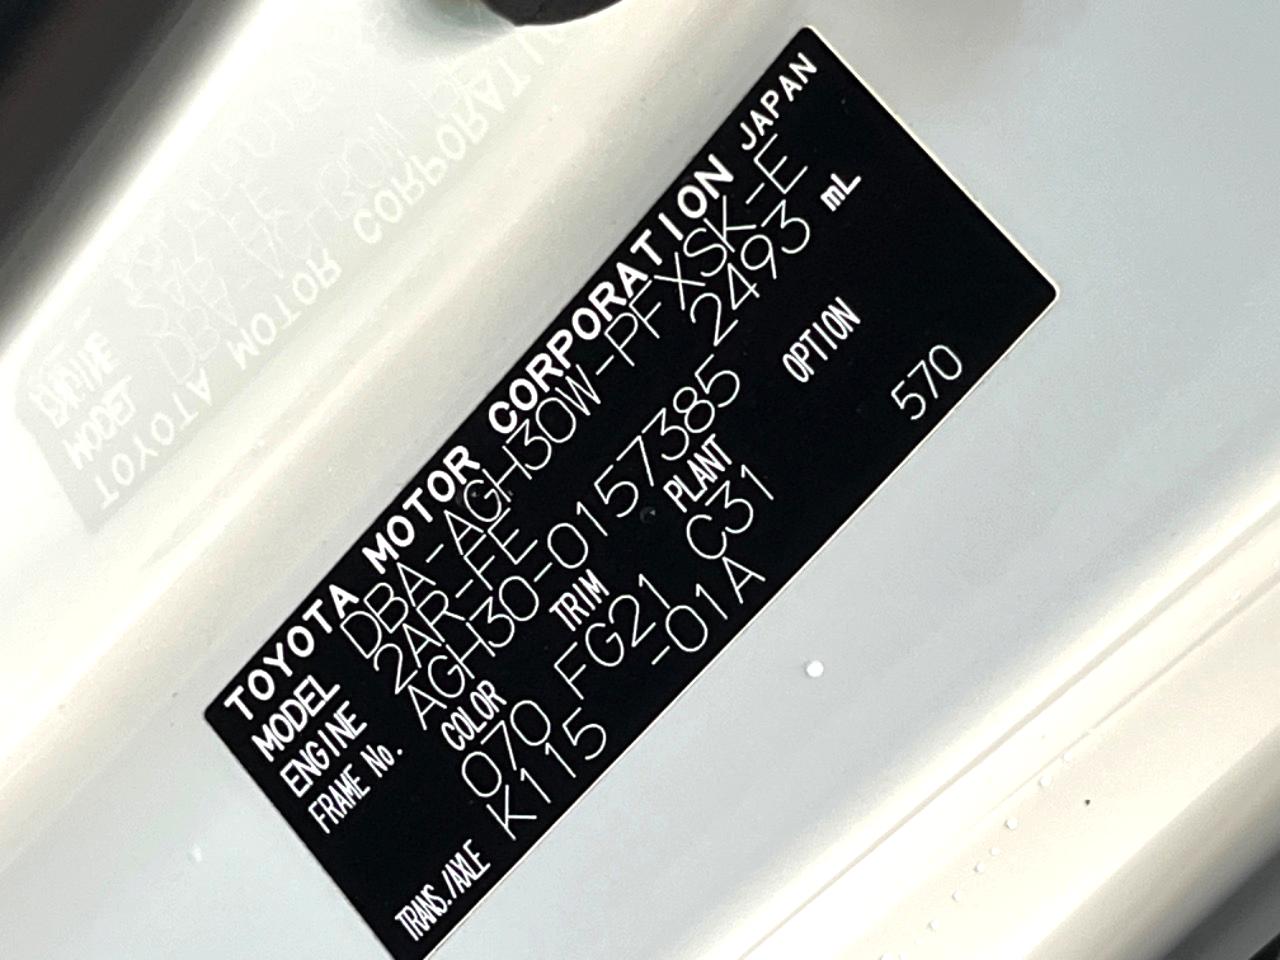 TOYOTA MOTOR CORPORATION JAPAN
MODEL DBA-AGH30W-PFXSK-E
ENGINE 2AR-FE 2493 mL
FRAME No. AGH30-0157385
COLOR TRIM PLANT OPTION
070 FG21 C31 570
TRANS./AXLE K115 -01A